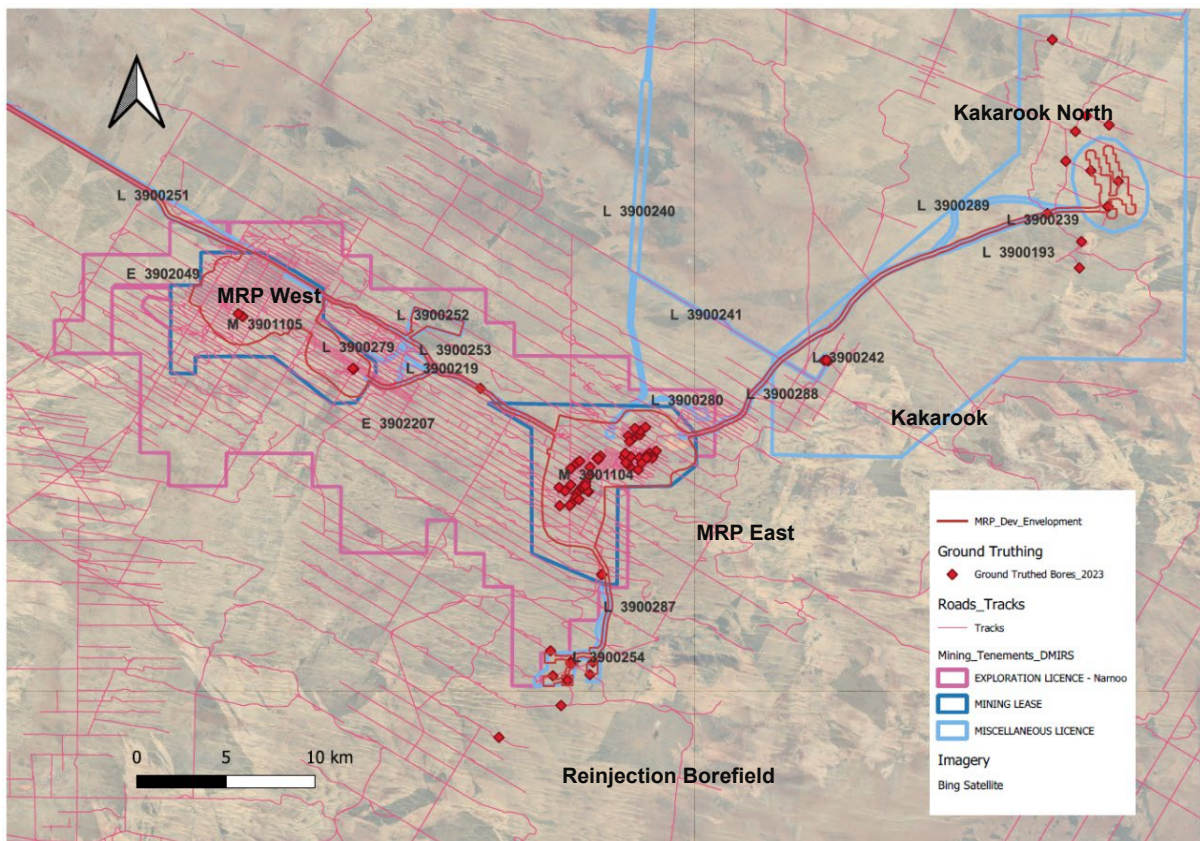 Kakarook North
L 3900251
L 3900240
L 3900289
L 3900239
L 3900193
E 3902049
MRP West
M 3901105
L 3900252
L 3900241
L 3900279
L 3900253
L 3900219
L 3900242
L 3900288
L 3900280
Kakarook
E 3902207
M 3901104
MRP East
L 3900287
L 3900254
Reinjection Borefield
0 5 10 km
MRP_Dev_Envelopment
Ground Truthing
Ground Truthed Bores_2023
Roads_Tracks
Tracks
Mining_Tenements_DMIRS
EXPLORATION LICENCE - Narnoo
MINING LEASE
MISCELLANEOUS LICENCE
Imagery
Bing Satellite